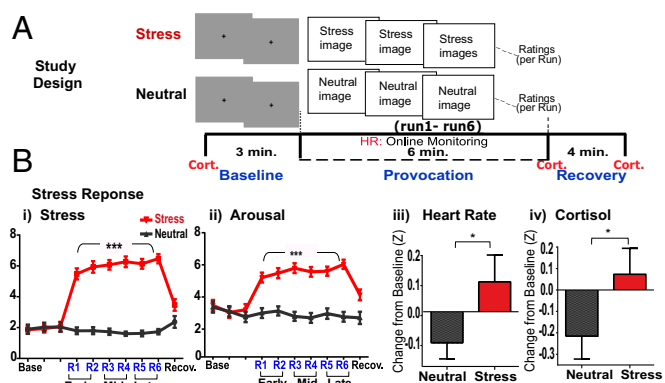 A
Study
Design
Stress
Neutral
Stress
image
Stress
image
Stress
images
Ratings
(per Run)
Neutral
image
Neutral
image
Neutral
image
Ratings
(per Run)
(run1- run6)
HR: Online Monitoring
3 min.
6 min.
4 min.
Cort.
Baseline
Provocation
Cort.
Recovery
Cort.
B
Stress Reponse
i) Stress
Stress
Neutral
***
8
6
4
2
0
Base
R1
R2
R3
R4
R5
R6
Recov.
ii) Arousal
***
8
6
4
2
0
Base
R1
R2
R3
R4
R5
R6
Recov.
Early
Mid
Late
iii) Heart Rate
Change from Baseline (Z)
*
0.2
0.1
0.0
0.1
Neutral
Stress
iv) Cortisol
Change from Baseline (Z)
*
0.2
0.1
0.0
-0.1
-0.2
-0.3
Neutral
Stress